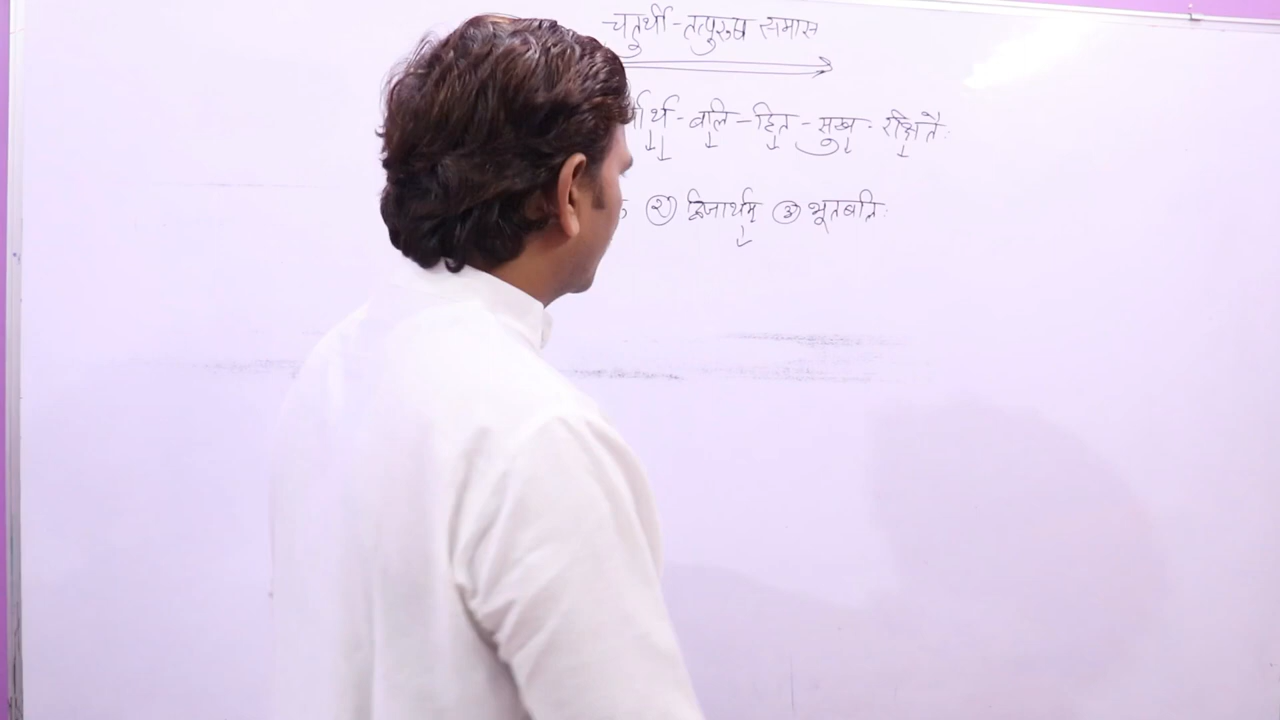 चतुर्थी-तत्पुरुष समास
र्थ-बलि-हित-सुख-रक्षितैः
② द्विजार्थम् ③ भूतबलिः